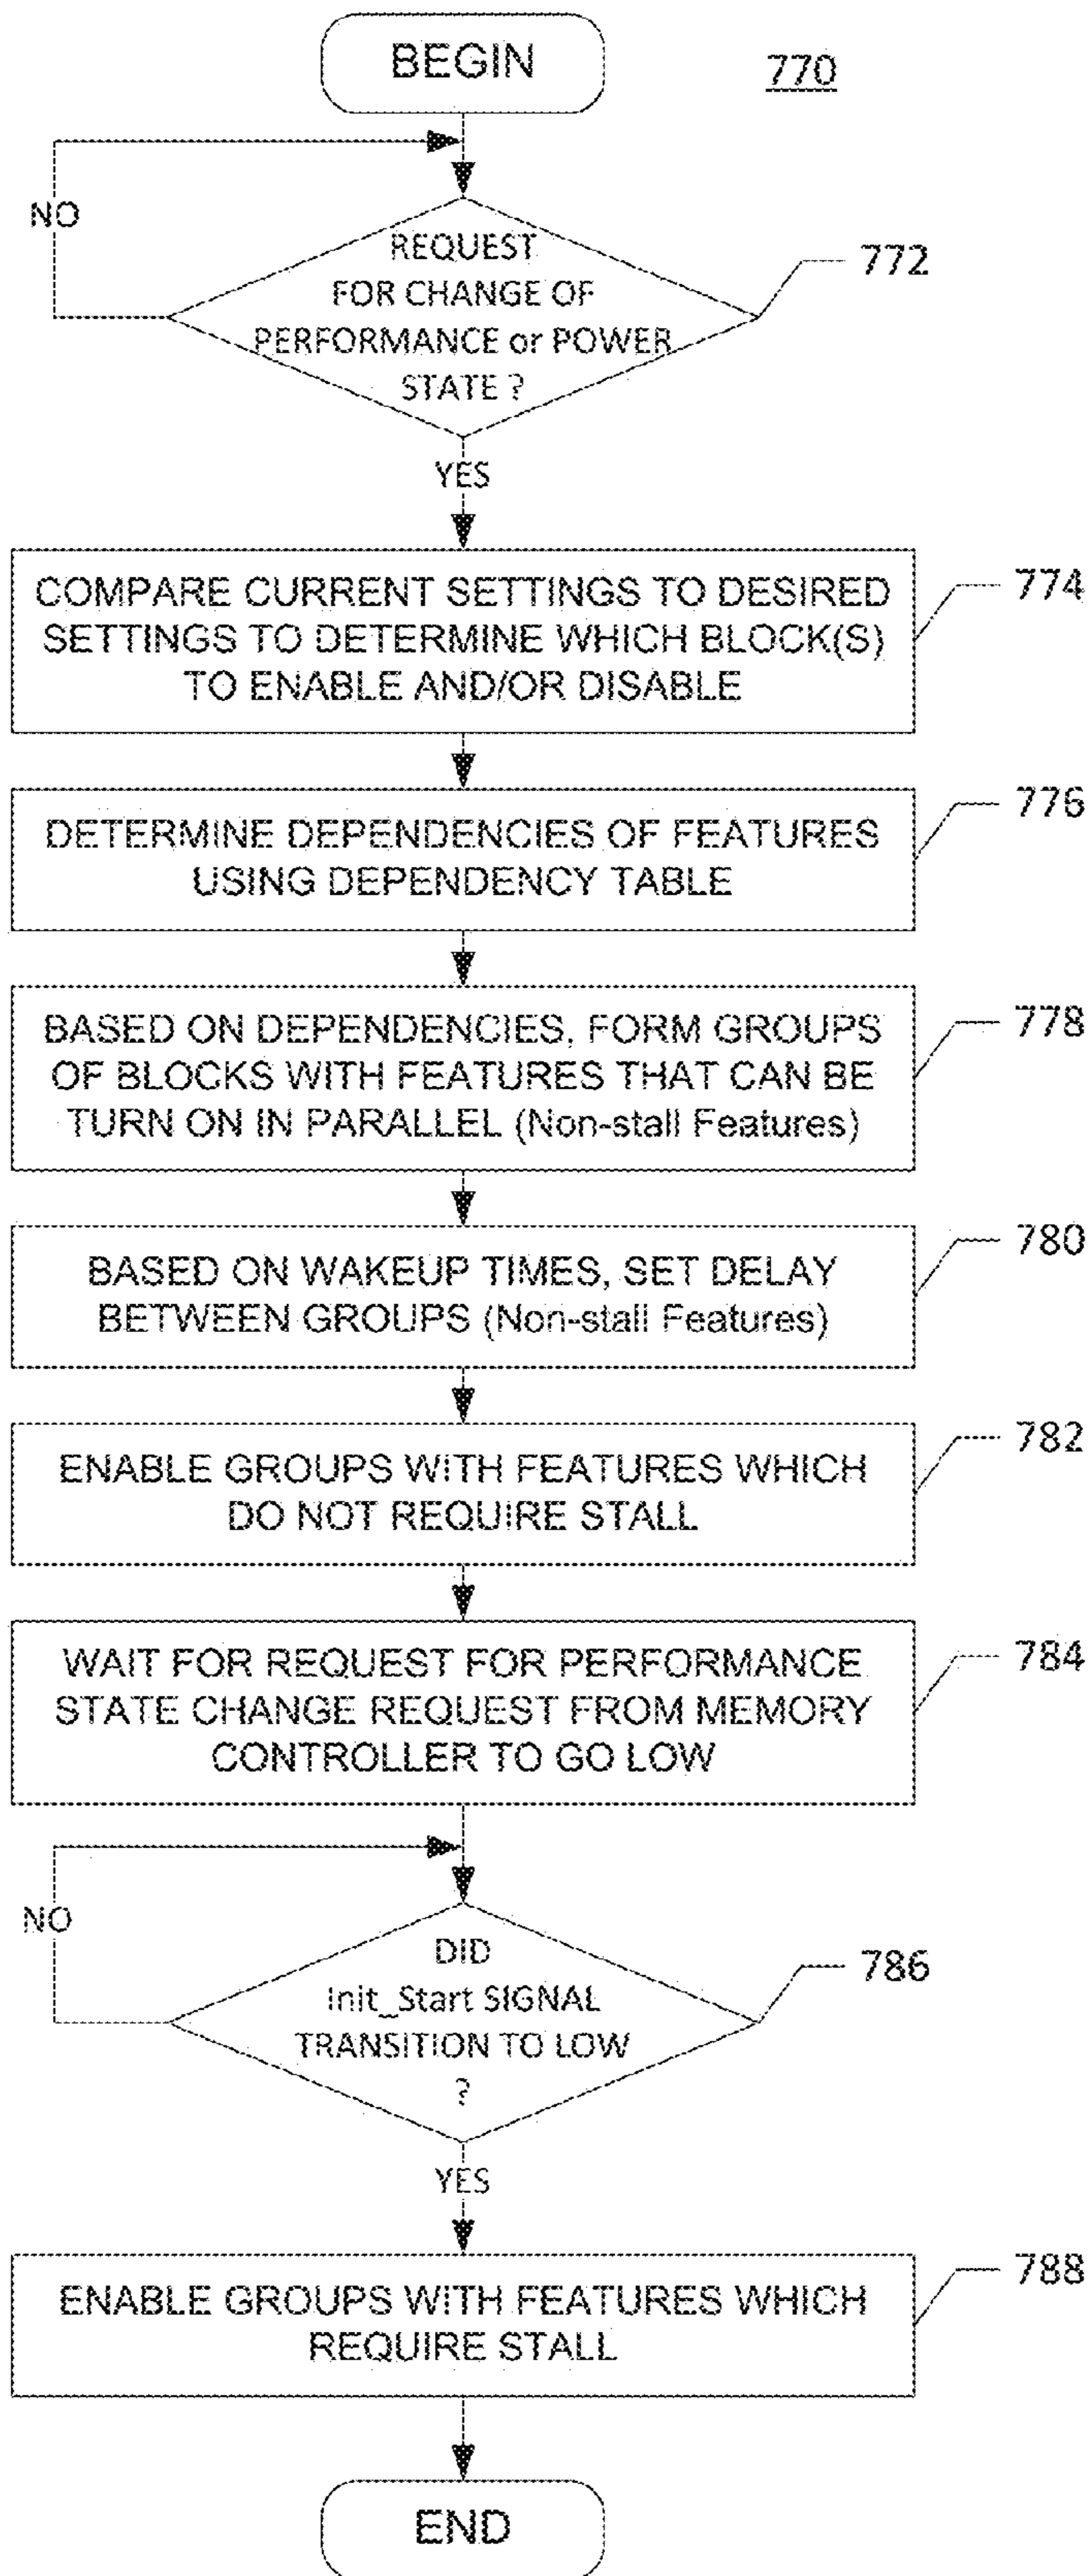 BEGIN
770
NO
REQUEST
FOR CHANGE OF
PERFORMANCE or POWER
STATE ?
772
YES
COMPARE CURRENT SETTINGS TO DESIRED
SETTINGS TO DETERMINE WHICH BLOCK(S)
TO ENABLE AND/OR DISABLE
774
DETERMINE DEPENDENCIES OF FEATURES
USING DEPENDENCY TABLE
776
BASED ON DEPENDENCIES, FORM GROUPS
OF BLOCKS WITH FEATURES THAT CAN BE
TURN ON IN PARALLEL (Non-stall Features)
778
BASED ON WAKEUP TIMES, SET DELAY
BETWEEN GROUPS (Non-stall Features)
780
ENABLE GROUPS WITH FEATURES WHICH
DO NOT REQUIRE STALL
782
WAIT FOR REQUEST FOR PERFORMANCE
STATE CHANGE REQUEST FROM MEMORY
CONTROLLER TO GO LOW
784
NO
DID
Init_Start SIGNAL
TRANSITION TO LOW
?
786
YES
ENABLE GROUPS WITH FEATURES WHICH
REQUIRE STALL
788
END